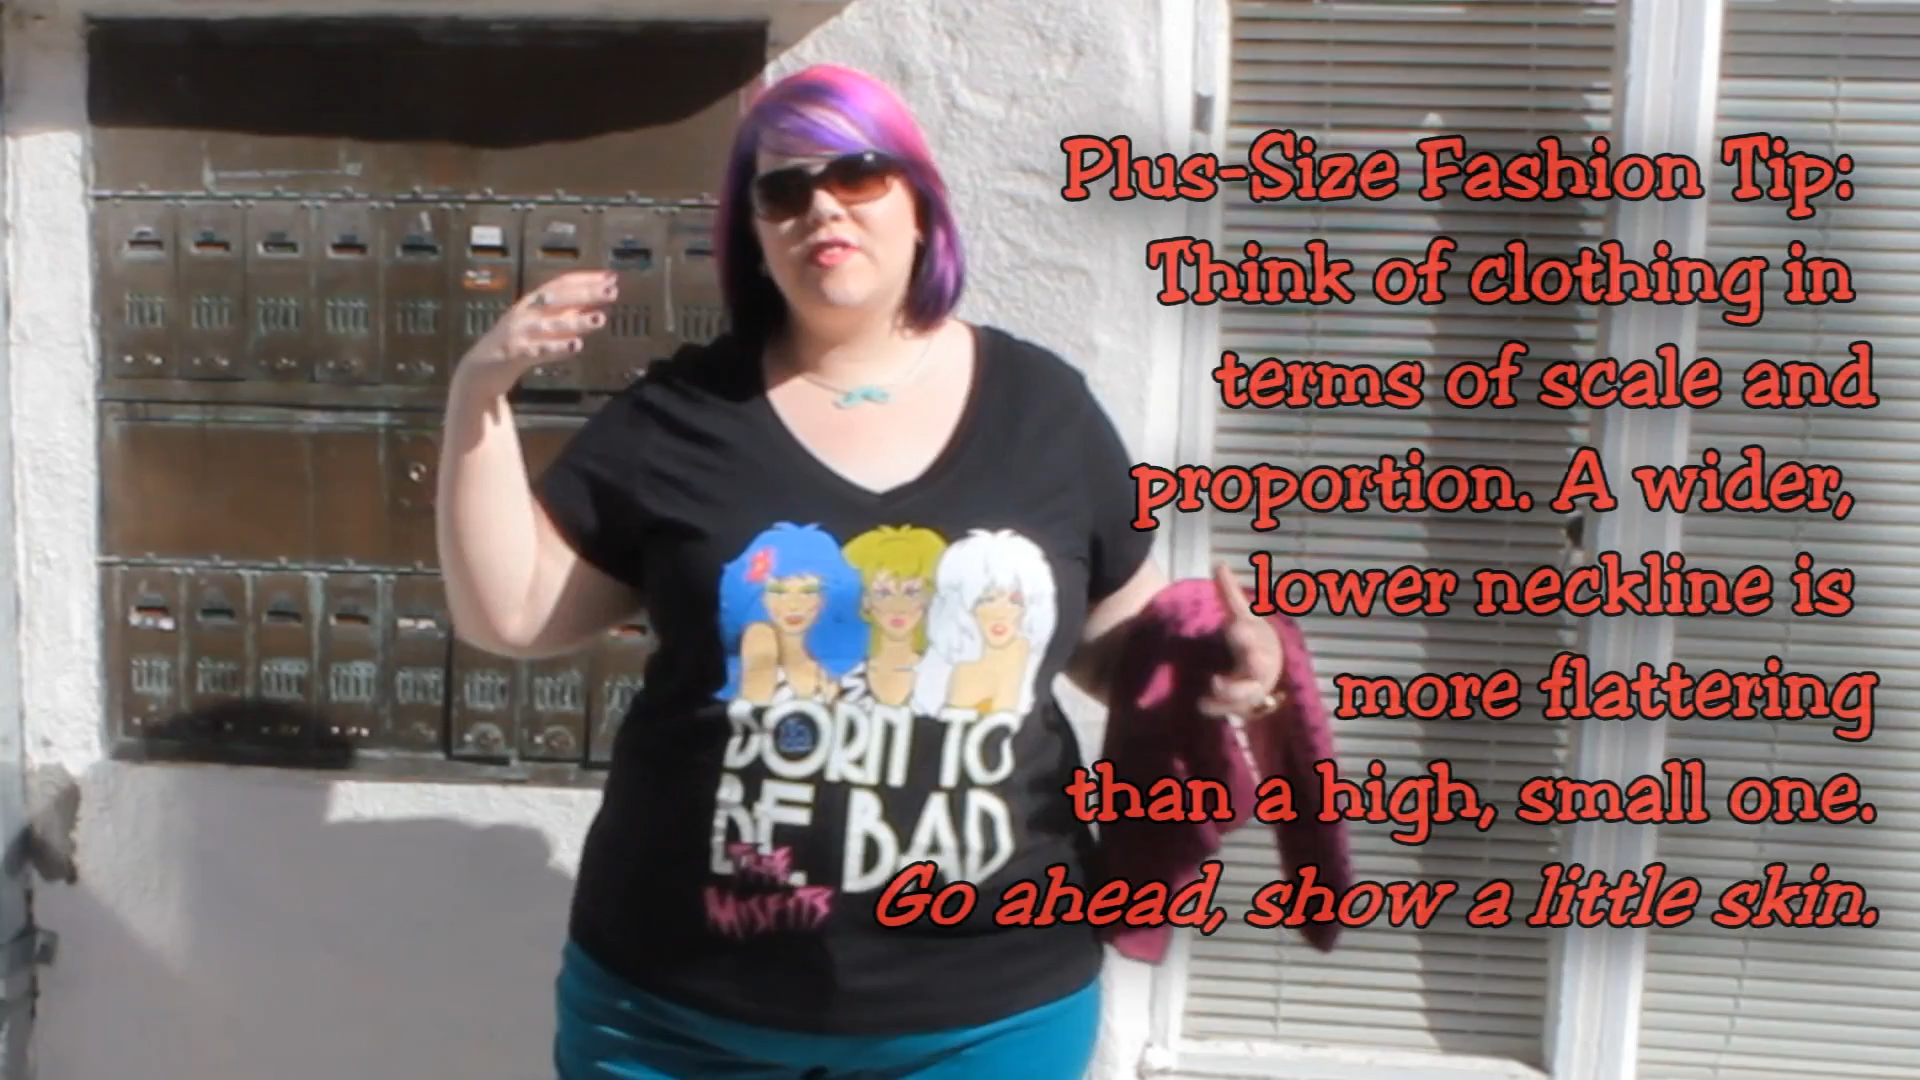 Plus-Size Fashion Tip:
Think of clothing in
terms of scale and
proportion. A wider,
lower neckline is
more flattering
than a high, small one.
Go ahead, show a little skin.
BORN TO
BE BAD
THE
MISFITS